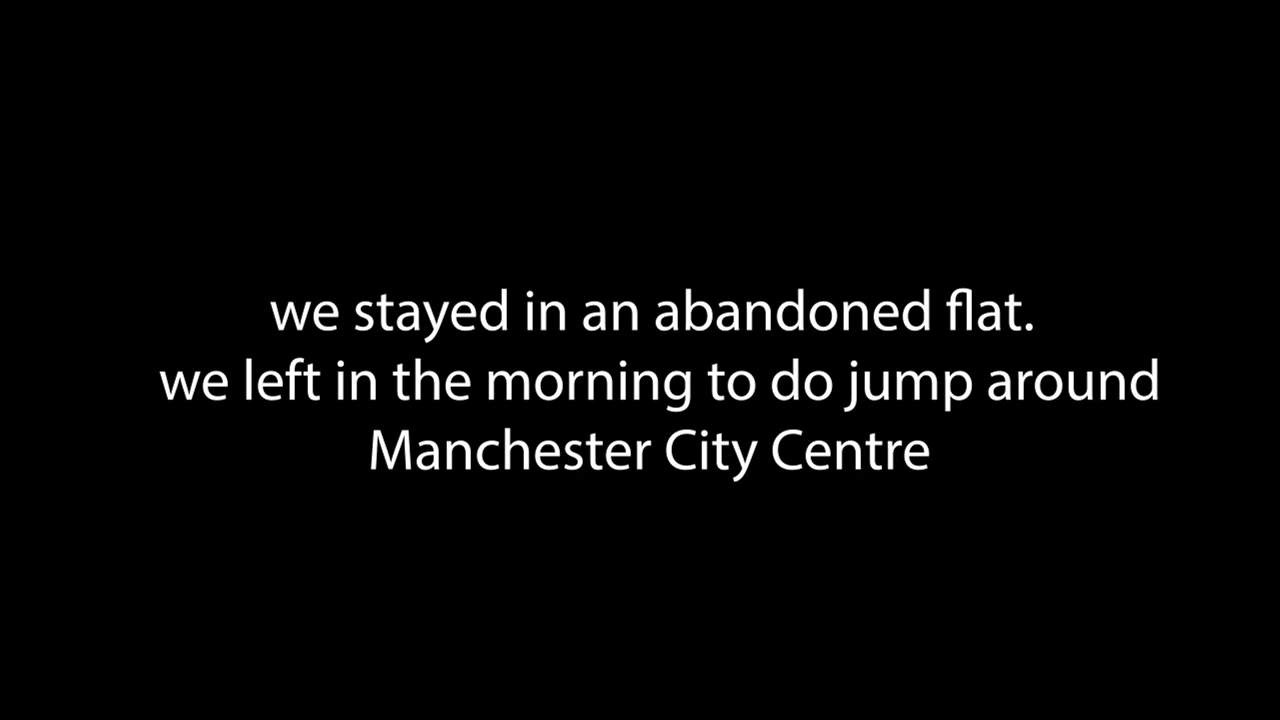 we stayed in an abandoned flat.
we left in the morning to do jump around
Manchester City Centre